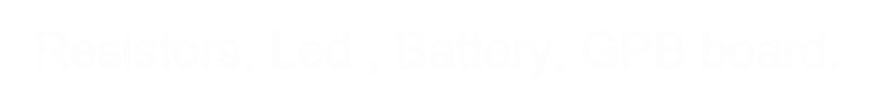 Resistors, Led , Battery, GPB board.